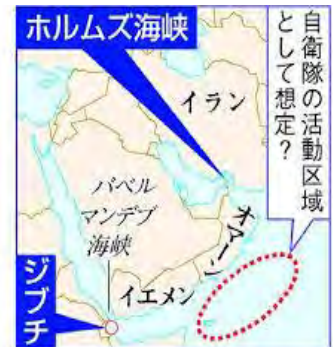 ホルムズ海峡
自衛隊の活動区域
として想定？
イラン
バベル
マンデブ
海峡
オマーン
イエメン
ジブチ